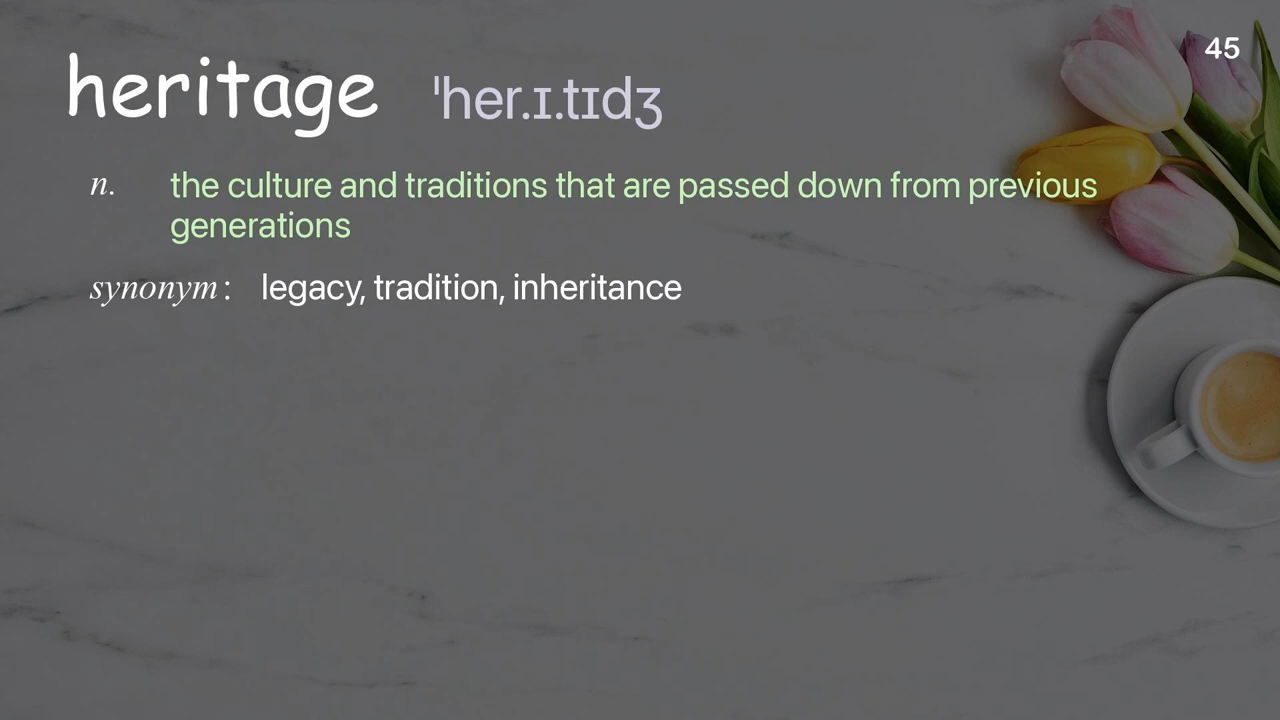 45
heritage ˈher.ɪ.tɪdʒ
n. the culture and traditions that are passed down from previous
generations
synonym: legacy, tradition, inheritance